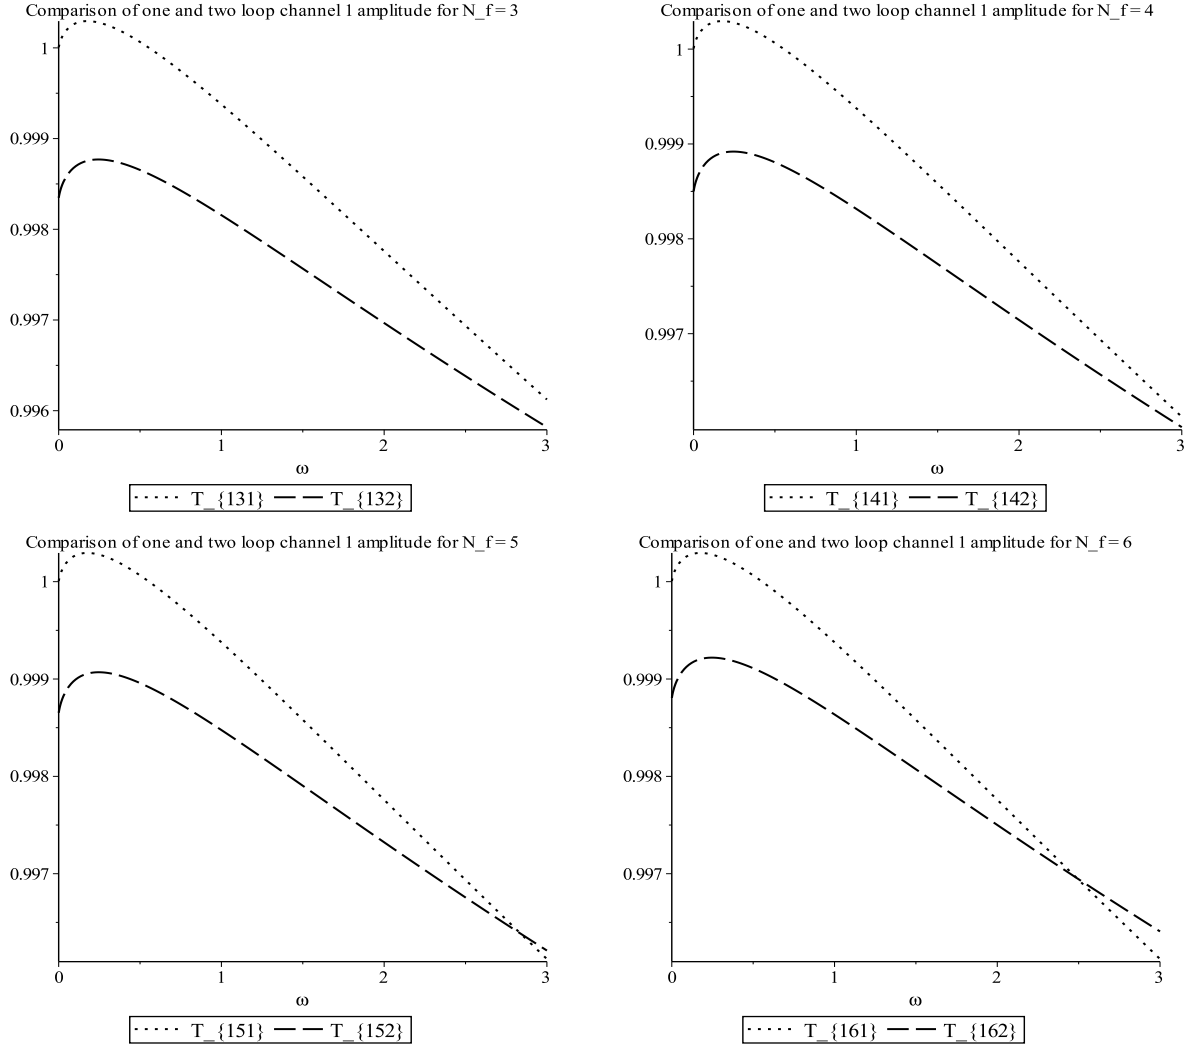 Comparison of one and two loop channel 1 amplitude for N_f = 3
1
0.999
0.998
0.997
0.996
0 1 2 3
ω
T_{131} T_{132}
Comparison of one and two loop channel 1 amplitude for N_f = 4
1
0.999
0.998
0.997
0 1 2 3
ω
T_{141} T_{142}
Comparison of one and two loop channel 1 amplitude for N_f = 5
1
0.999
0.998
0.997
0 1 2 3
ω
T_{151} T_{152}
Comparison of one and two loop channel 1 amplitude for N_f = 6
1
0.999
0.998
0.997
0 1 2 3
ω
T_{161} T_{162}